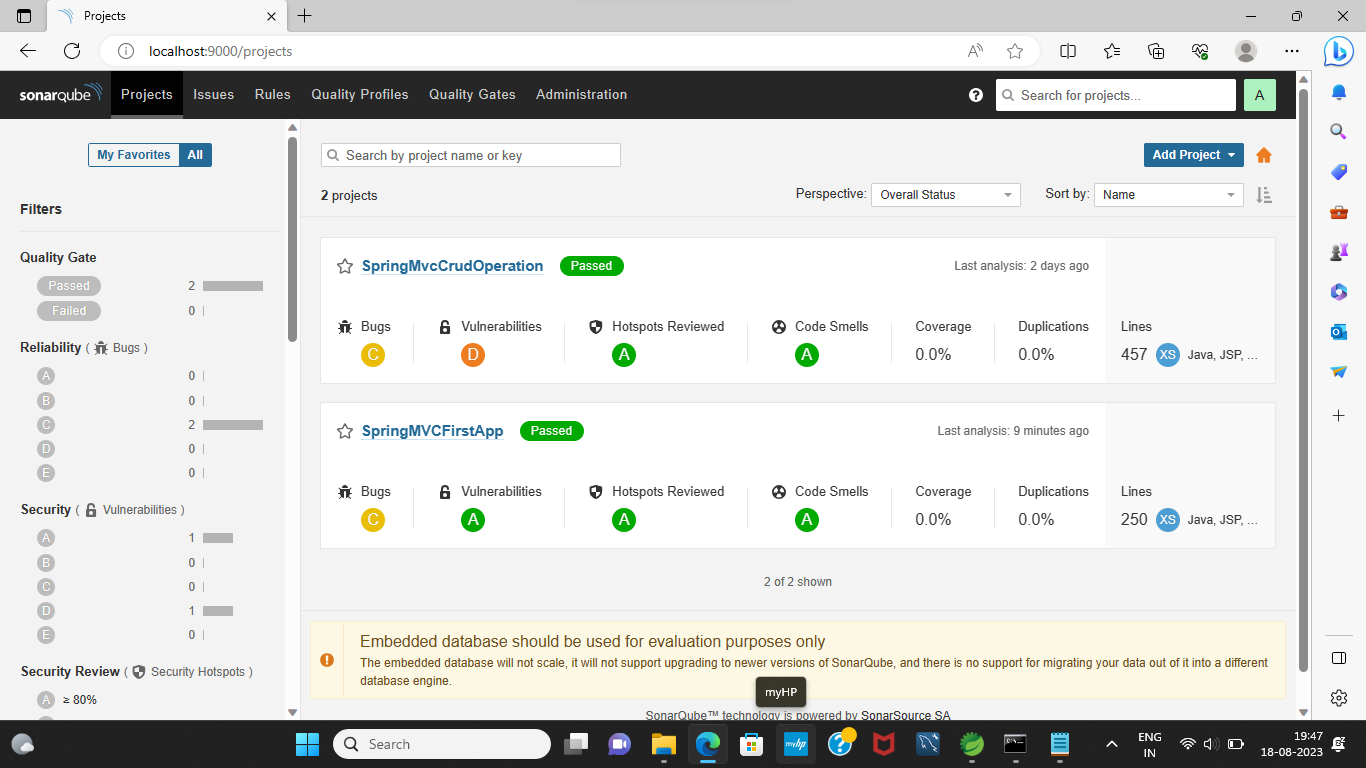 Projects
localhost:9000/projects
sonarqube
Projects Issues Rules Quality Profiles Quality Gates Administration
? Search for projects... A
My Favorites All
Filters
Quality Gate
Passed 2
Failed 0
Reliability ( Bugs )
A 0
B 0
C 2
D 0
E 0
Security ( Vulnerabilities )
A 1
B 0
C 0
D 1
E 0
Security Review ( Security Hotspots )
A ≥ 80%
Search by project name or key
Add Project
2 projects
Perspective: Overall Status Sort by: Name
SpringMvcCrudOperation Passed Last analysis: 2 days ago
Bugs Vulnerabilities Hotspots Reviewed Code Smells Coverage Duplications Lines
C D A A 0.0% 0.0% 457 XS Java, JSP, ...
SpringMVCFirstApp Passed Last analysis: 9 minutes ago
Bugs Vulnerabilities Hotspots Reviewed Code Smells Coverage Duplications Lines
C A A A 0.0% 0.0% 250 XS Java, JSP, ...
2 of 2 shown
Embedded database should be used for evaluation purposes only
The embedded database will not scale, it will not support upgrading to newer versions of SonarQube, and there is no support for migrating your data out of it into a different
database engine.
myHP
SonarQube™ technology is powered by SonarSource SA
Search
myhp
ENG
IN
19:47
18-08-2023